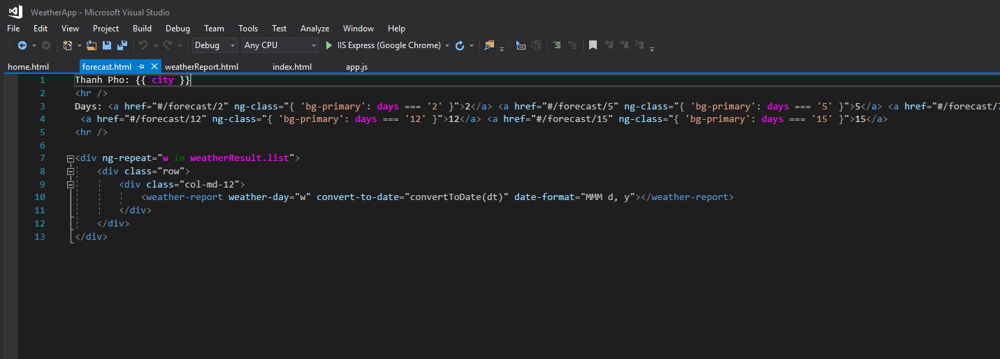 WeatherApp - Microsoft Visual Studio
File Edit View Project Build Debug Team Tools Test Analyze Window Help
Debug Any CPU IIS Express (Google Chrome)
home.html forecast.html weatherReport.html index.html app.js
1 Thanh Pho: {{ city }}
2 <hr />
3 Days: <a href="#/forecast/2" ng-class="{ 'bg-primary': days === '2' }">2</a> <a href="#/forecast/5" ng-class="{ 'bg-primary': days === '5' }">5</a> <a href="#/forecast/
4 <a href="#/forecast/12" ng-class="{ 'bg-primary': days === '12' }">12</a> <a href="#/forecast/15" ng-class="{ 'bg-primary': days === '15' }">15</a>
5 <hr />
6
7 <div ng-repeat="w in weatherResult.list">
8 <div class="row">
9 <div class="col-md-12">
10 <weather-report weather-day="w" convert-to-date="convertToDate(dt)" date-format="MMM d, y"></weather-report>
11 </div>
12 </div>
13 </div>